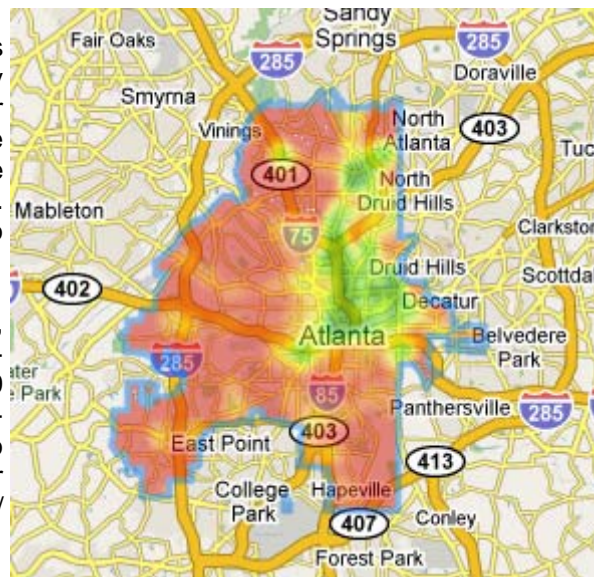 Sandy
Springs
Fair Oaks
285
285
Doraville
Smyrna
North
Atlanta
403
Vinings
401
North
Druid Hills
Mableton
75
Clarkston
Druid Hills
402
Decatur
Atlanta
Belvedere
Park
285
Park
85
Panthersville
285
East Point
403
413
College
Park
Hapeville
407
Conley
Forest Park